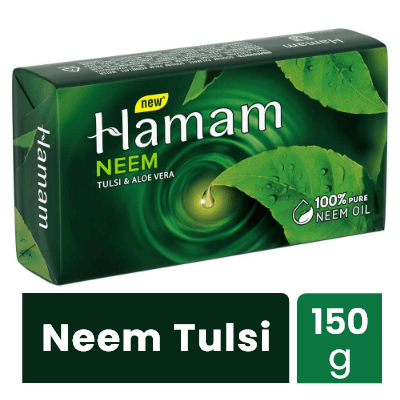 new
Hamam
NEEM
TULSI & ALOE VERA
100% PURE
NEEM OIL
Hamam
Neem Tulsi
150
g